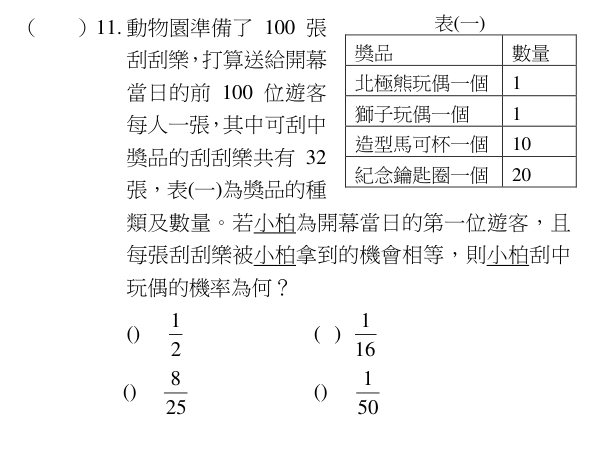 （　　）11. 動物園準備了 100 張
刮刮樂，打算送給開幕
當日的前 100 位遊客
每人一張，其中可刮中
獎品的刮刮樂共有 32
張，表(一)為獎品的種
類及數量。若小柏為開幕當日的第一位遊客，且
每張刮刮樂被小柏拿到的機會相等，則小柏刮中
玩偶的機率為何？
表(一)
獎品 數量
北極熊玩偶一個 1
獅子玩偶一個 1
造型馬可杯一個 10
紀念鑰匙圈一個 20
() 1/2 ( ) 1/16
() 8/25 () 1/50